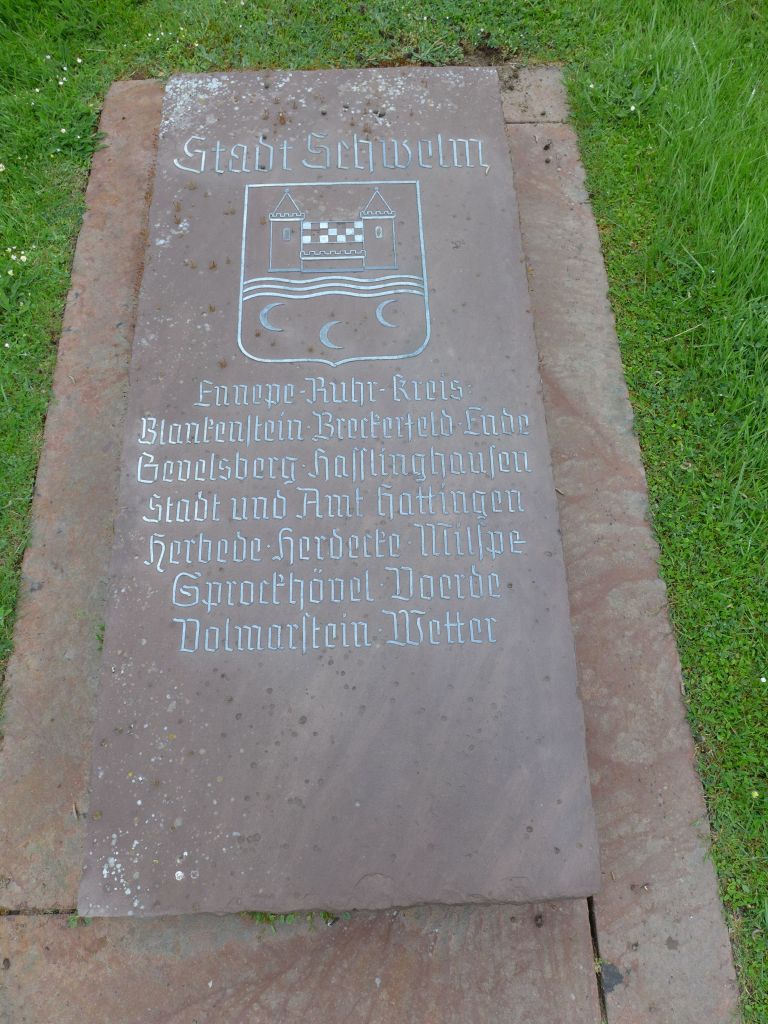 Stadt Schwelm
Ennepe-Ruhr-Kreis:
Blankenstein·Breckerfeld·Ende
Gevelsberg·Hasslinghausen
Stadt und Amt Hattingen
Herbede·Herdecke·Milspe
Sprockhövel·Voerde
Volmarstein·Wetter